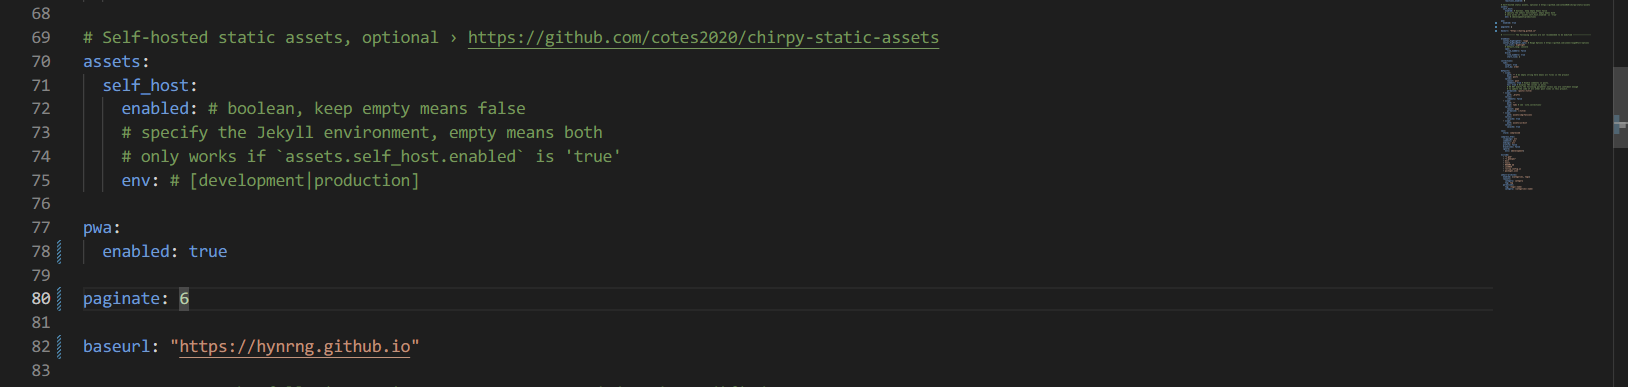 68
69 # Self-hosted static assets, optional › https://github.com/cotes2020/chirpy-static-assets
70 assets:
71 self_host:
72 enabled: # boolean, keep empty means false
73 # specify the Jekyll environment, empty means both
74 # only works if `assets.self_host.enabled` is 'true'
75 env: # [development|production]
76
77 pwa:
78 enabled: true
79
80 paginate: 6
81
82 baseurl: "https://hynrng.github.io"
83